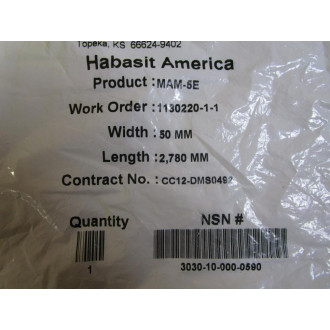 Topeka, KS 66624-9402
Habasit America
Product : MAM-5E
Work Order : 1130220-1-1
Width : 50 MM
Length : 2,780 MM
Contract No. : CC12-DMS0492
Quantity NSN #
1 3030-10-000-0590